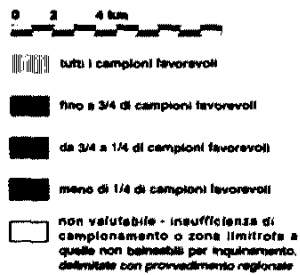 0 2 4 km
tutti i campioni favorevoli
fino a 3/4 di campioni favorevoli
da 3/4 a 1/4 di campioni favorevoli
meno di 1/4 di campioni favorevoli
non valutabile - insufficienza di
campionamento o zona limitrofa a
quelle non balneabili per inquinamento,
delimitate con provvedimento regionale